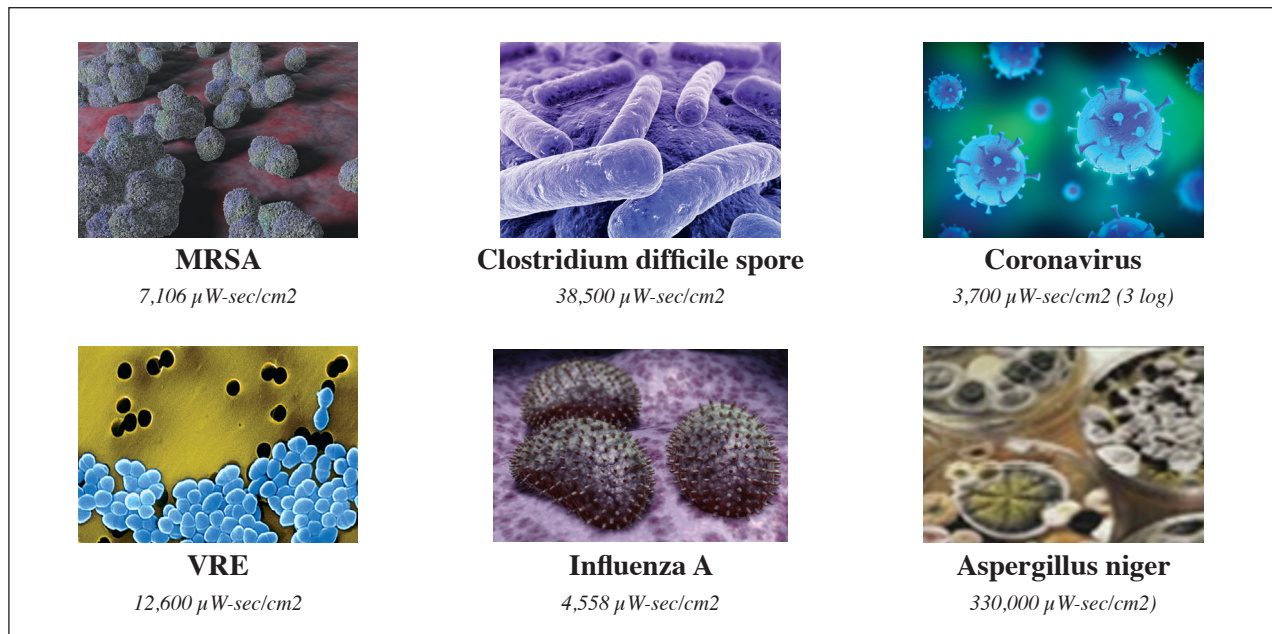 MRSA
7,106 µW-sec/cm2
Clostridium difficile spore
38,500 µW-sec/cm2
Coronavirus
3,700 µW-sec/cm2 (3 log)
VRE
12,600 µW-sec/cm2
Influenza A
4,558 µW-sec/cm2
Aspergillus niger
330,000 µW-sec/cm2)